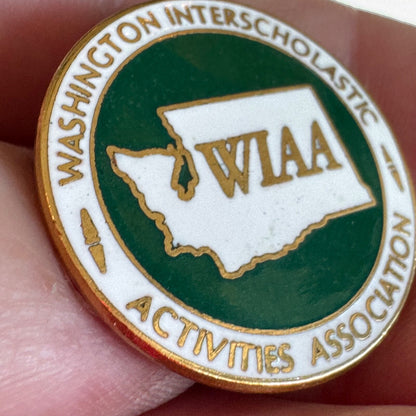 WASHINGTON INTERSCHOLASTIC
WIAA
ACTIVITIES ASSOCIATION